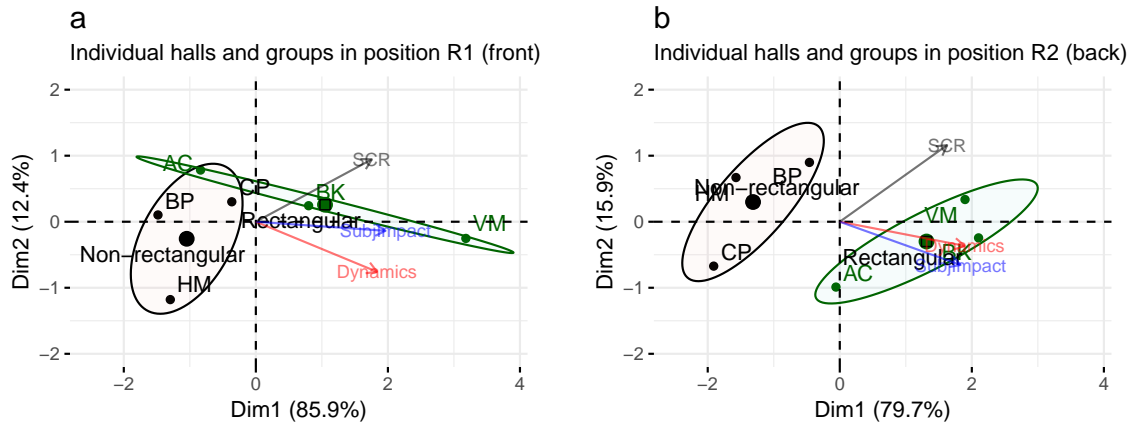 a
Individual halls and groups in position R1 (front)
2
1
0
−1
−2
Dim2 (12.4%)
AC
SCR
BP
CP
BK
Rectangular
VM
SubjImpact
Non−rectangular
Dynamics
HM
−2
0
2
4
Dim1 (85.9%)
b
Individual halls and groups in position R2 (back)
2
1
0
−1
−2
Dim2 (15.9%)
SCR
BP
Non−rectangular
HM
VM
CP
Rectangular
Dynamics
BK
SubjImpact
AC
−2
0
2
4
Dim1 (79.7%)